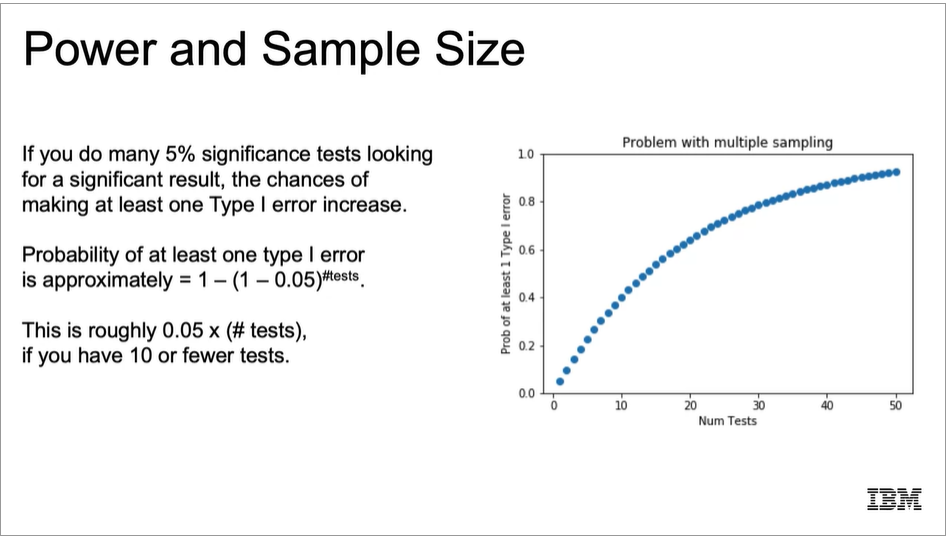 Power and Sample Size
If you do many 5% significance tests looking
for a significant result, the chances of
making at least one Type I error increase.
Probability of at least one type I error
is approximately = 1 – (1 – 0.05)^#tests.
This is roughly 0.05 x (# tests),
if you have 10 or fewer tests.
Problem with multiple sampling
Prob of at least 1 Type I error
1.0
0.8
0.6
0.4
0.2
0.0
0 10 20 30 40 50
Num Tests
IBM